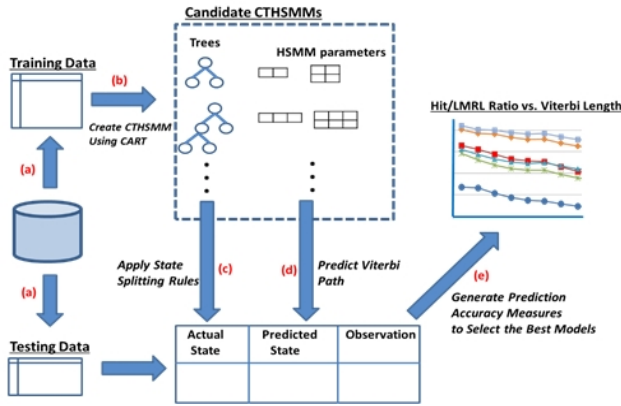 Candidate CTHSMMs
Trees
HSMM parameters
Training Data
(b)
Create CTHSMM
Using CART
(a)
Hit/LMRL Ratio vs. Viterbi Length
(a)
Apply State
Splitting Rules
(c)
(d)
Predict Viterbi
Path
(e)
Generate Prediction
Accuracy Measures
to Select the Best Models
Testing Data
Actual
State
Predicted
State
Observation